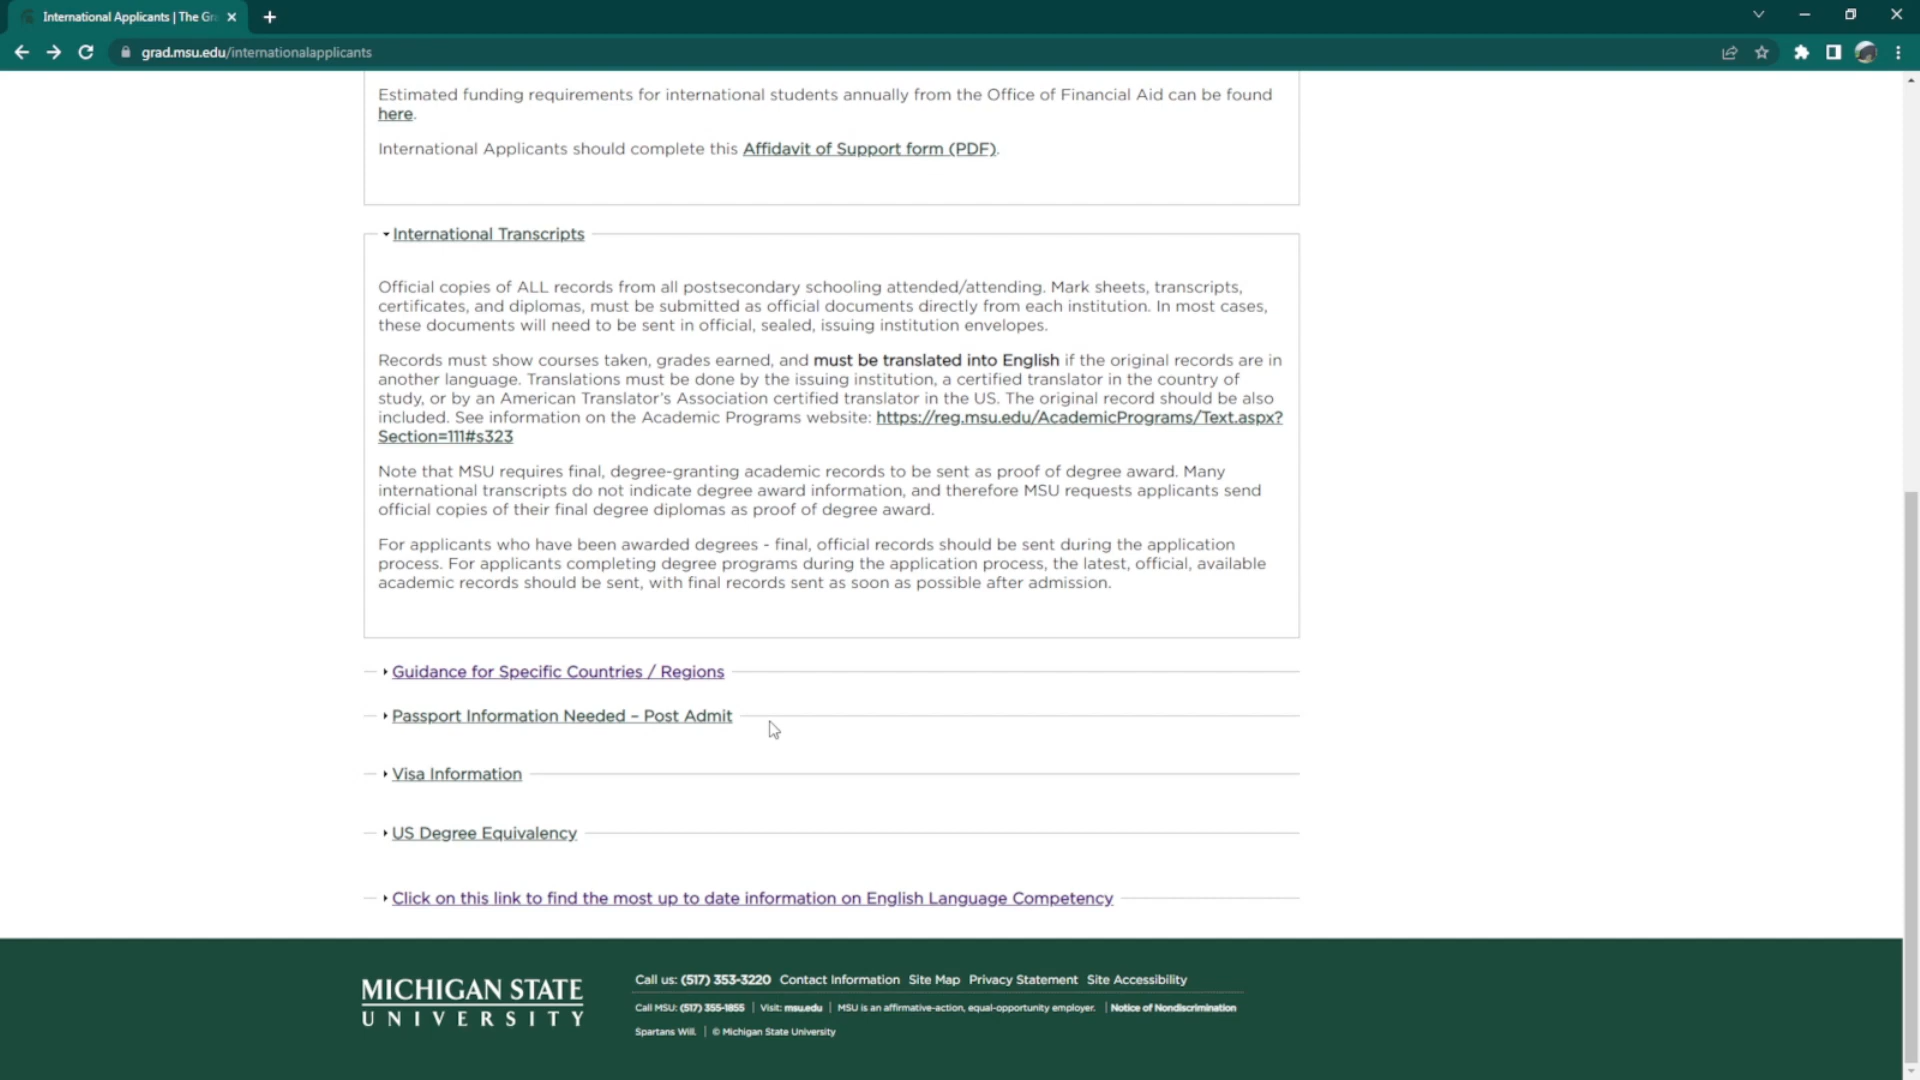 International Applicants | The Gr
grad.msu.edu/internationalapplicants
Estimated funding requirements for international students annually from the Office of Financial Aid can be found
here.
International Applicants should complete this Affidavit of Support form (PDF).
International Transcripts
Official copies of ALL records from all postsecondary schooling attended/attending. Mark sheets, transcripts,
certificates, and diplomas, must be submitted as official documents directly from each institution. In most cases,
these documents will need to be sent in official, sealed, issuing institution envelopes.
Records must show courses taken, grades earned, and must be translated into English if the original records are in
another language. Translations must be done by the issuing institution, a certified translator in the country of
study, or by an American Translator's Association certified translator in the US. The original record should be also
included. See information on the Academic Programs website: https://reg.msu.edu/AcademicPrograms/Text.aspx?
Section=111#s323
Note that MSU requires final, degree-granting academic records to be sent as proof of degree award. Many
international transcripts do not indicate degree award information, and therefore MSU requests applicants send
official copies of their final degree diplomas as proof of degree award.
For applicants who have been awarded degrees - final, official records should be sent during the application
process. For applicants completing degree programs during the application process, the latest, official, available
academic records should be sent, with final records sent as soon as possible after admission.
Guidance for Specific Countries / Regions
Passport Information Needed – Post Admit
Visa Information
US Degree Equivalency
Click on this link to find the most up to date information on English Language Competency
MICHIGAN STATE
UNIVERSITY
Call us: (517) 353-3220 Contact Information Site Map Privacy Statement Site Accessibility
Call MSU: (517) 355-1855 | Visit: msu.edu | MSU is an affirmative-action, equal-opportunity employer. | Notice of Nondiscrimination
Spartans Will. | © Michigan State University